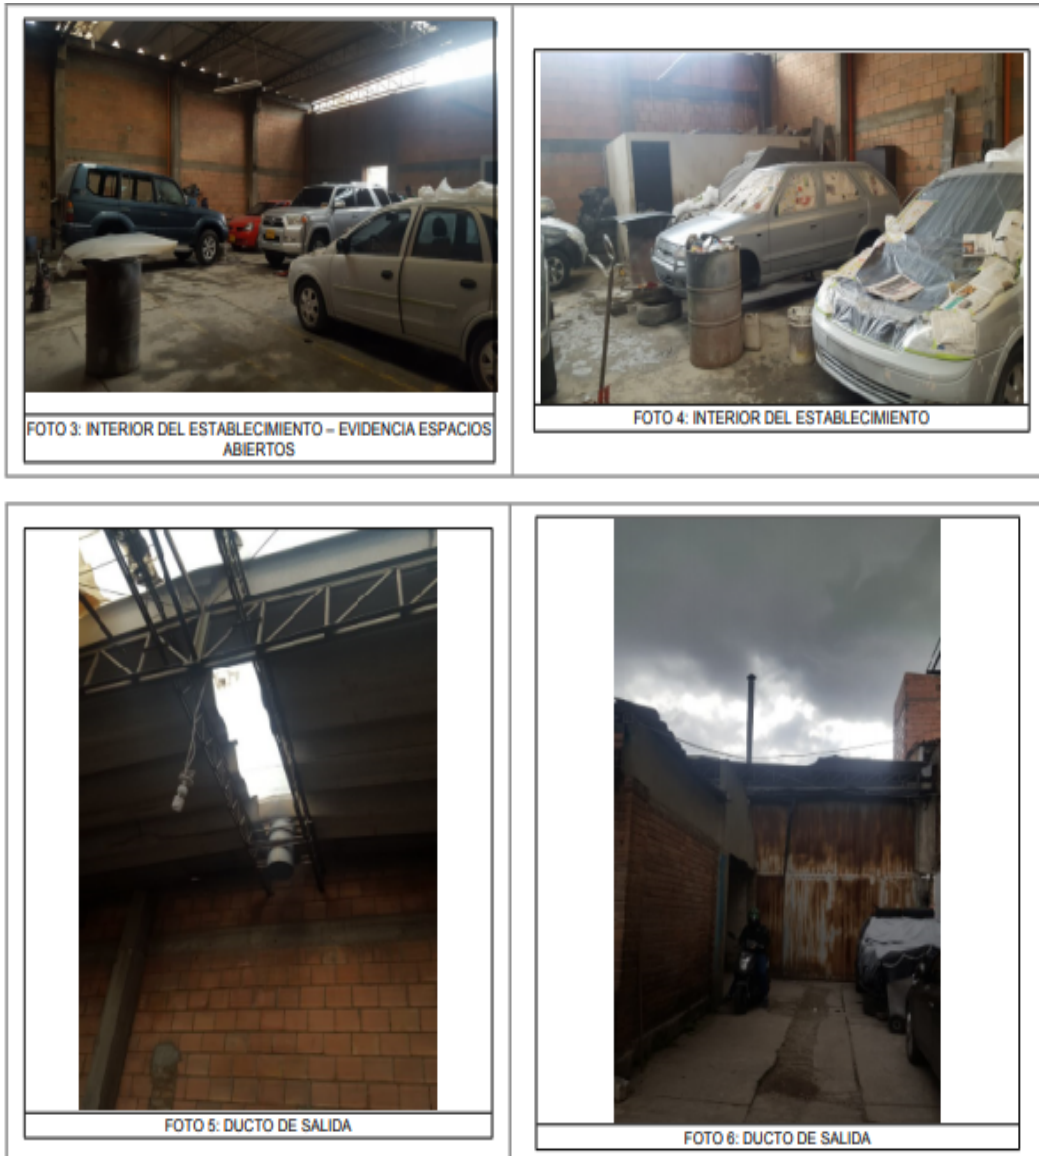 FOTO 3: INTERIOR DEL ESTABLECIMIENTO – EVIDENCIA ESPACIOS
ABIERTOS
FOTO 4: INTERIOR DEL ESTABLECIMIENTO
FOTO 5: DUCTO DE SALIDA
FOTO 6: DUCTO DE SALIDA